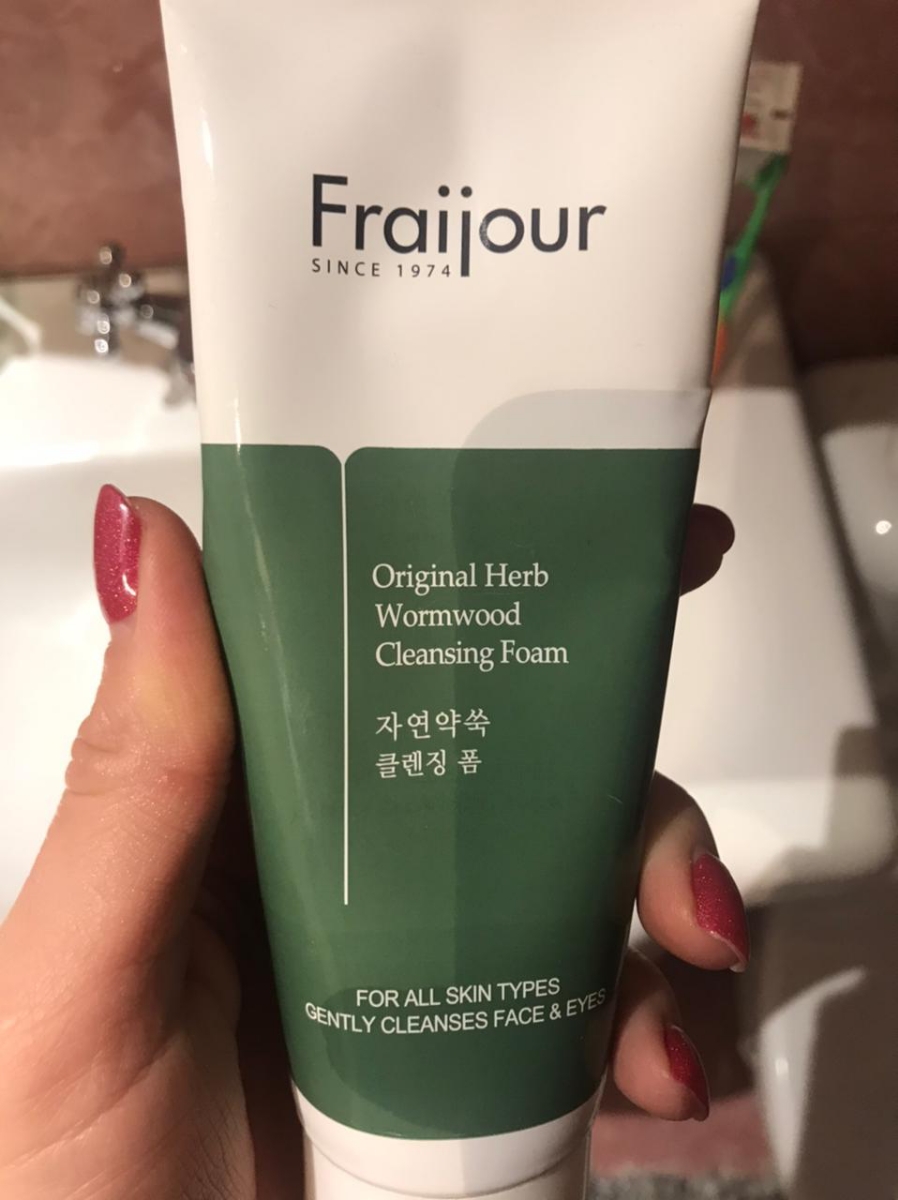 Fraijour
SINCE 1974
Original Herb
Wormwood
Cleansing Foam
자연약쑥
클렌징 폼
FOR ALL SKIN TYPES
GENTLY CLEANSES FACE & EYES